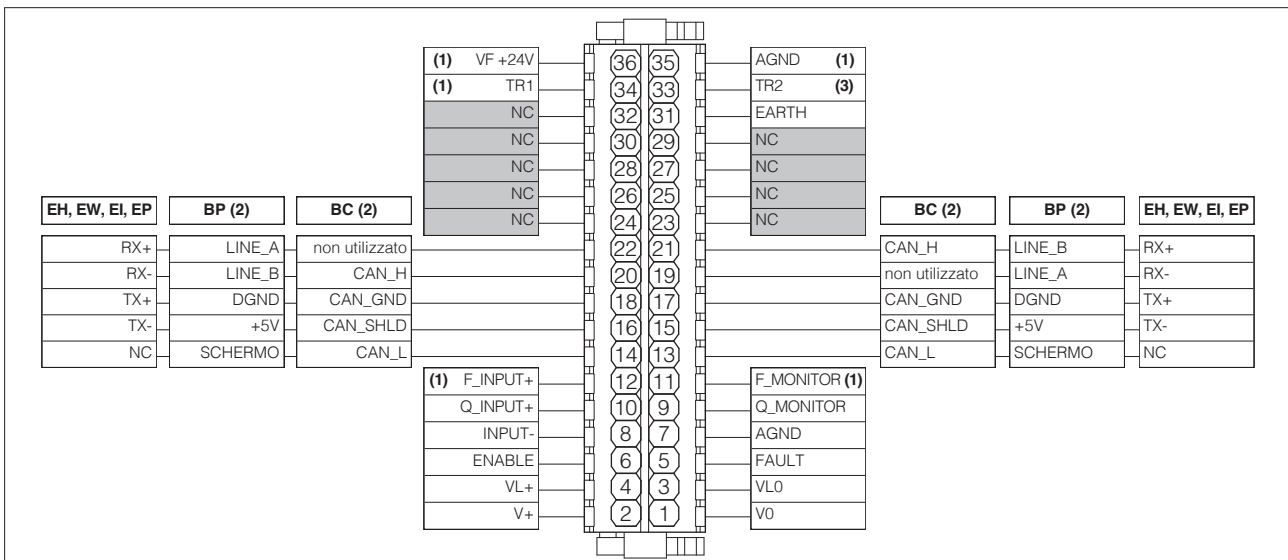 (1) VF +24V 36 35 AGND (1)
(1) TR1 34 33 TR2 (3)
NC 32 31 EARTH
NC 30 29 NC
NC 28 27 NC
NC 26 25 NC
EH, EW, EI, EP BP (2) BC (2) NC 24 23 NC BC (2) BP (2) EH, EW, EI, EP
RX+ LINE_A non utilizzato 22 21 CAN_H LINE_B RX+
RX- LINE_B CAN_H 20 19 non utilizzato LINE_A RX-
TX+ DGND CAN_GND 18 17 CAN_GND DGND TX+
TX- +5V CAN_SHLD 16 15 CAN_SHLD +5V TX-
NC SCHERMO CAN_L 14 13 CAN_L SCHERMO NC
(1) F_INPUT+ 12 11 F_MONITOR (1)
Q_INPUT+ 10 9 Q_MONITOR
INPUT- 8 7 AGND
ENABLE 6 5 FAULT
VL+ 4 3 VL0
V+ 2 1 V0